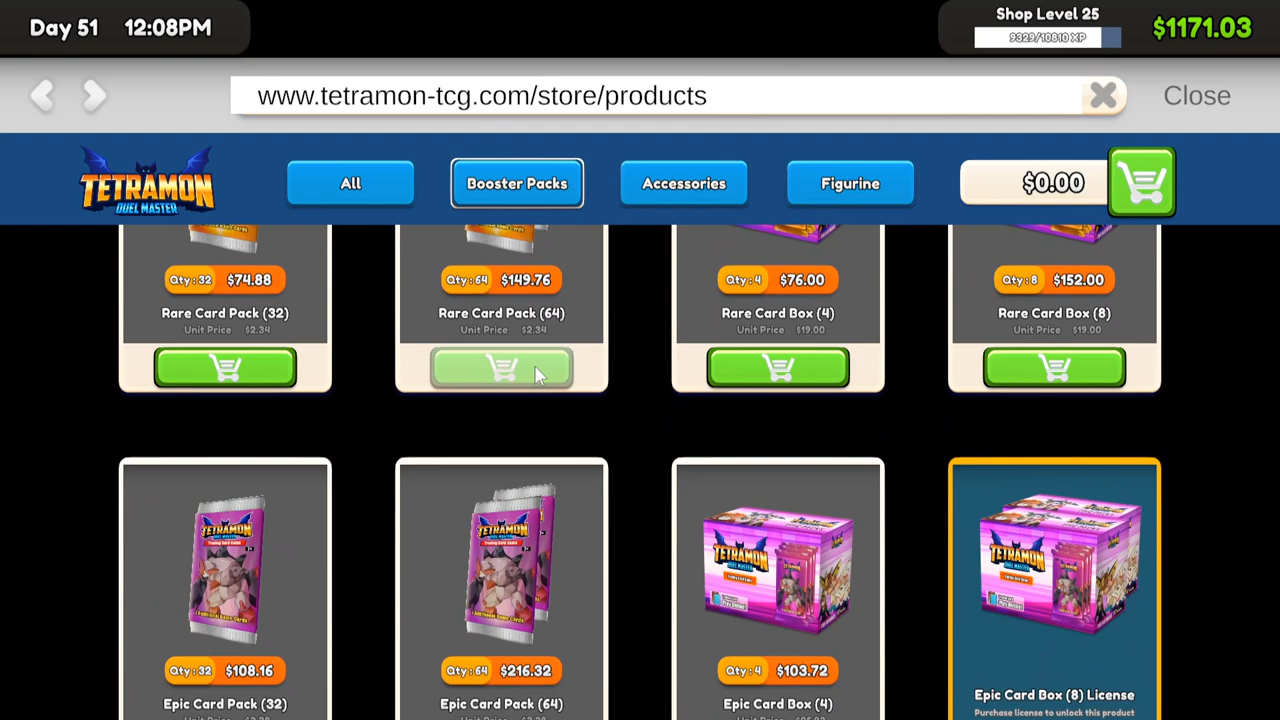 Day 51 12:08PM
Shop Level 25
9329/10810 XP
$1171.03
www.tetramon-tcg.com/store/products
Close
TETRAMON
DUEL MASTER
All
Booster Packs
Accessories
Figurine
$0.00
Qty : 32 $74.88
Rare Card Pack (32)
Unit Price $2.34
Qty : 64 $149.76
Rare Card Pack (64)
Unit Price $2.34
Qty : 4 $76.00
Rare Card Box (4)
Unit Price $19.00
Qty : 8 $152.00
Rare Card Box (8)
Unit Price $19.00
TETRAMON
TETRAMON
TETRAMON
TETRAMON
Qty : 32 $108.16
Epic Card Pack (32)
Qty : 64 $216.32
Epic Card Pack (64)
Qty : 4 $103.72
Epic Card Box (4)
Epic Card Box (8) License
Purchase license to unlock this product